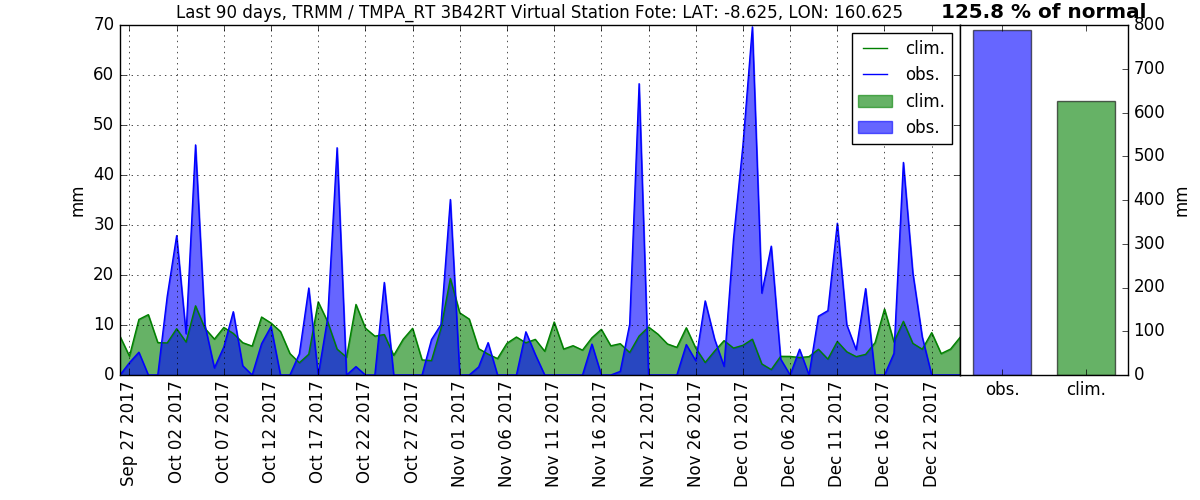 Last 90 days, TRMM / TMPA_RT 3B42RT Virtual Station Fote: LAT: -8.625, LON: 160.625
125.8 % of normal
70
60
50
40
30
20
10
0
mm
clim.
obs.
clim.
obs.
Sep 27 2017
Oct 02 2017
Oct 07 2017
Oct 12 2017
Oct 17 2017
Oct 22 2017
Oct 27 2017
Nov 01 2017
Nov 06 2017
Nov 11 2017
Nov 16 2017
Nov 21 2017
Nov 26 2017
Dec 01 2017
Dec 06 2017
Dec 11 2017
Dec 16 2017
Dec 21 2017
800
700
600
500
400
300
200
100
0
mm
obs.
clim.